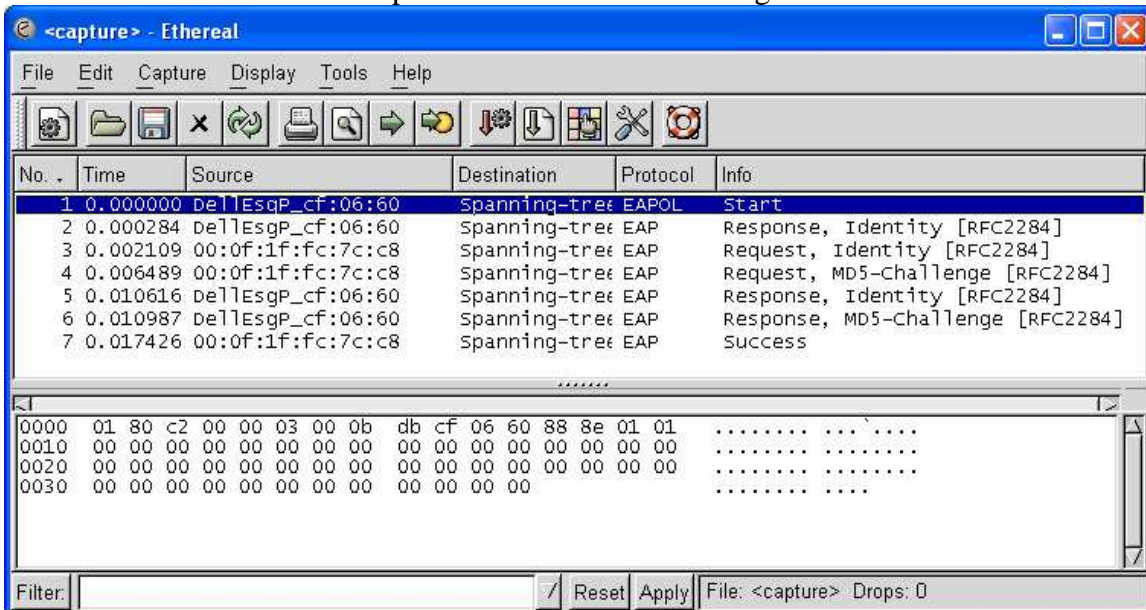 <capture> - Ethereal
File Edit Capture Display Tools Help
No. Time Source Destination Protocol Info
1 0.000000 DellEsgP_cf:06:60 Spanning-tree EAPOL Start
2 0.000284 DellEsgP_cf:06:60 Spanning-tree EAP Response, Identity [RFC2284]
3 0.002109 00:0f:1f:fc:7c:c8 Spanning-tree EAP Request, Identity [RFC2284]
4 0.006489 00:0f:1f:fc:7c:c8 Spanning-tree EAP Request, MD5-Challenge [RFC2284]
5 0.010616 DellEsgP_cf:06:60 Spanning-tree EAP Response, Identity [RFC2284]
6 0.010987 DellEsgP_cf:06:60 Spanning-tree EAP Response, MD5-Challenge [RFC2284]
7 0.017426 00:0f:1f:fc:7c:c8 Spanning-tree EAP Success
0000 01 80 c2 00 00 03 00 0b db cf 06 60 88 8e 01 01 ........ ...`....
0010 00 00 00 00 00 00 00 00 00 00 00 00 00 00 00 00 ........ ........
0020 00 00 00 00 00 00 00 00 00 00 00 00 00 00 00 00 ........ ........
0030 00 00 00 00 00 00 00 00 00 00 00 00 ........ ....
Filter: Reset Apply File: <capture> Drops: 0